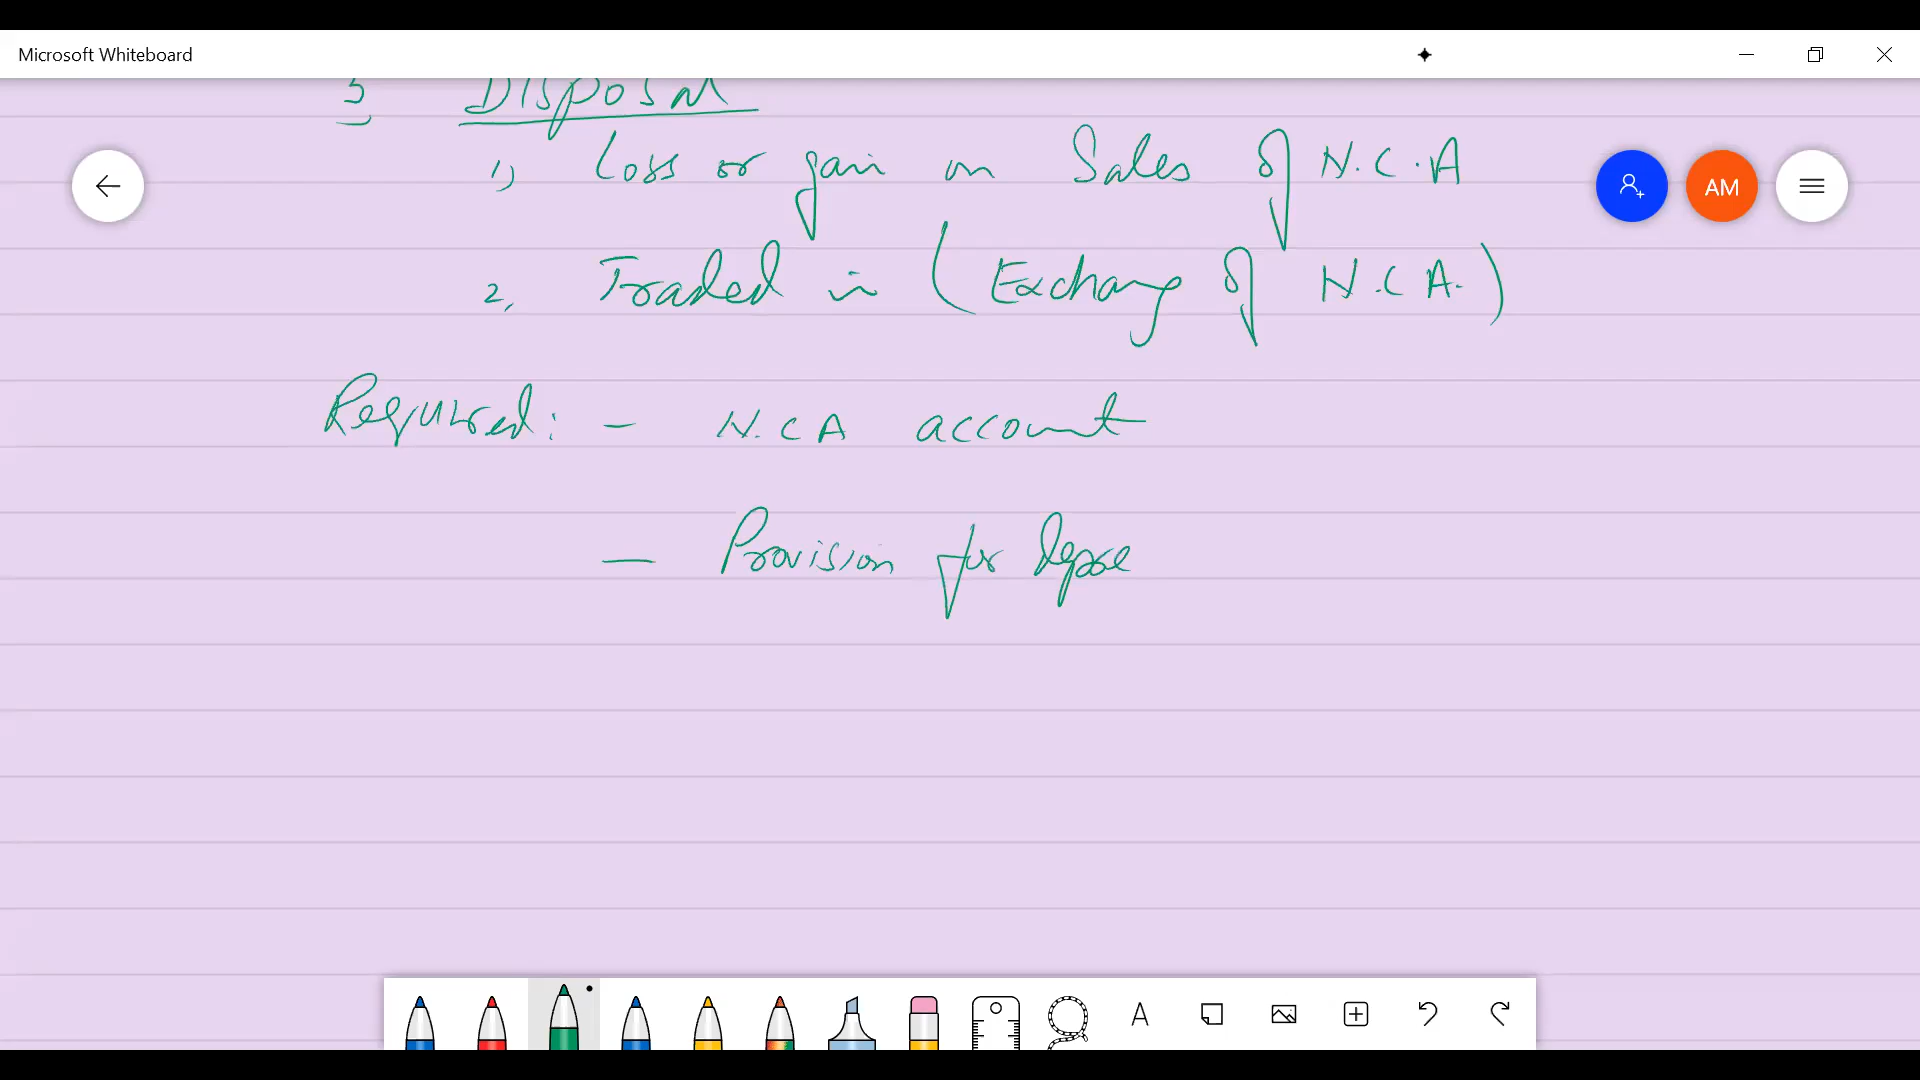 Microsoft Whiteboard
3 Disposal
1) Loss or gain on Sales of N.C.A
AM
2. Traded in (Exchang of N.C A.)
Required: - N.C A account
- Provision for depre
A